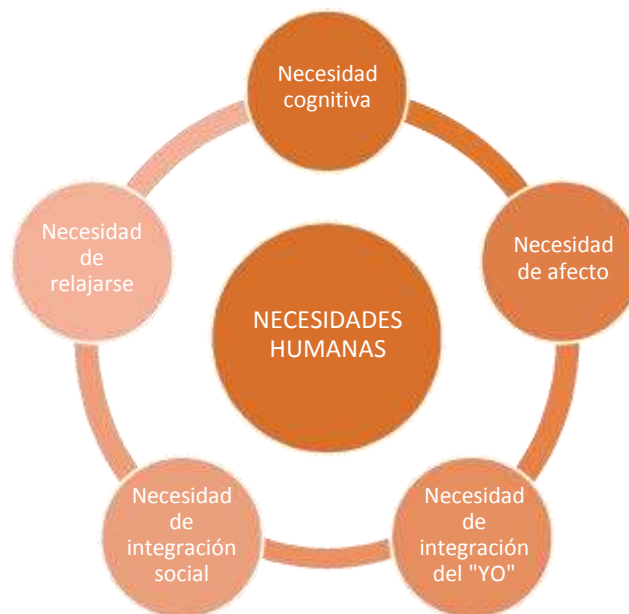 Necesidad
cognitiva
Necesidad
de afecto
Necesidad
de
integración
del "YO"
Necesidad
de
integración
social
Necesidad
de
relajarse
NECESIDADES
HUMANAS